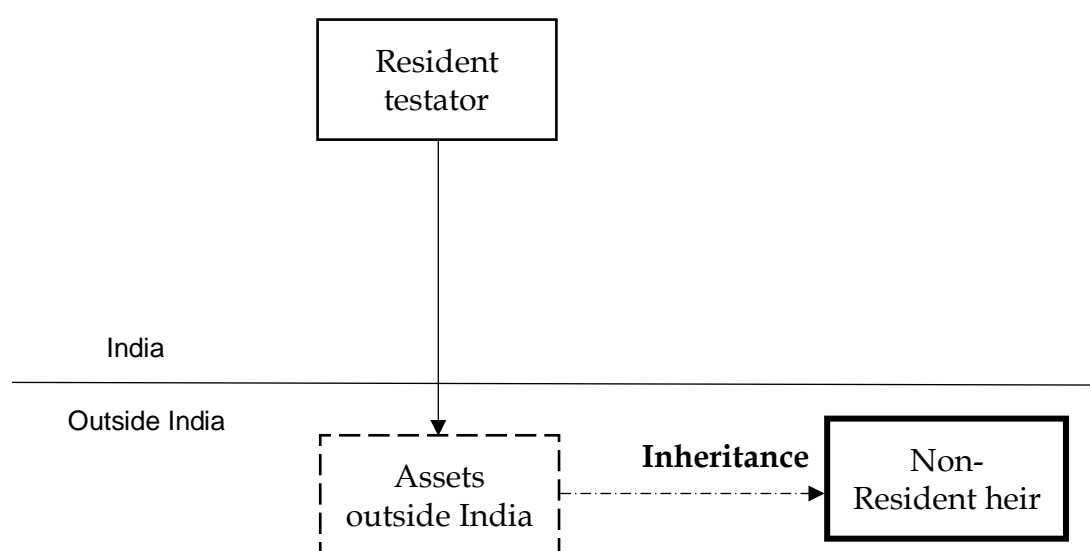 Resident
testator
India
Outside India
Assets
outside India
Inheritance
Non-
Resident heir